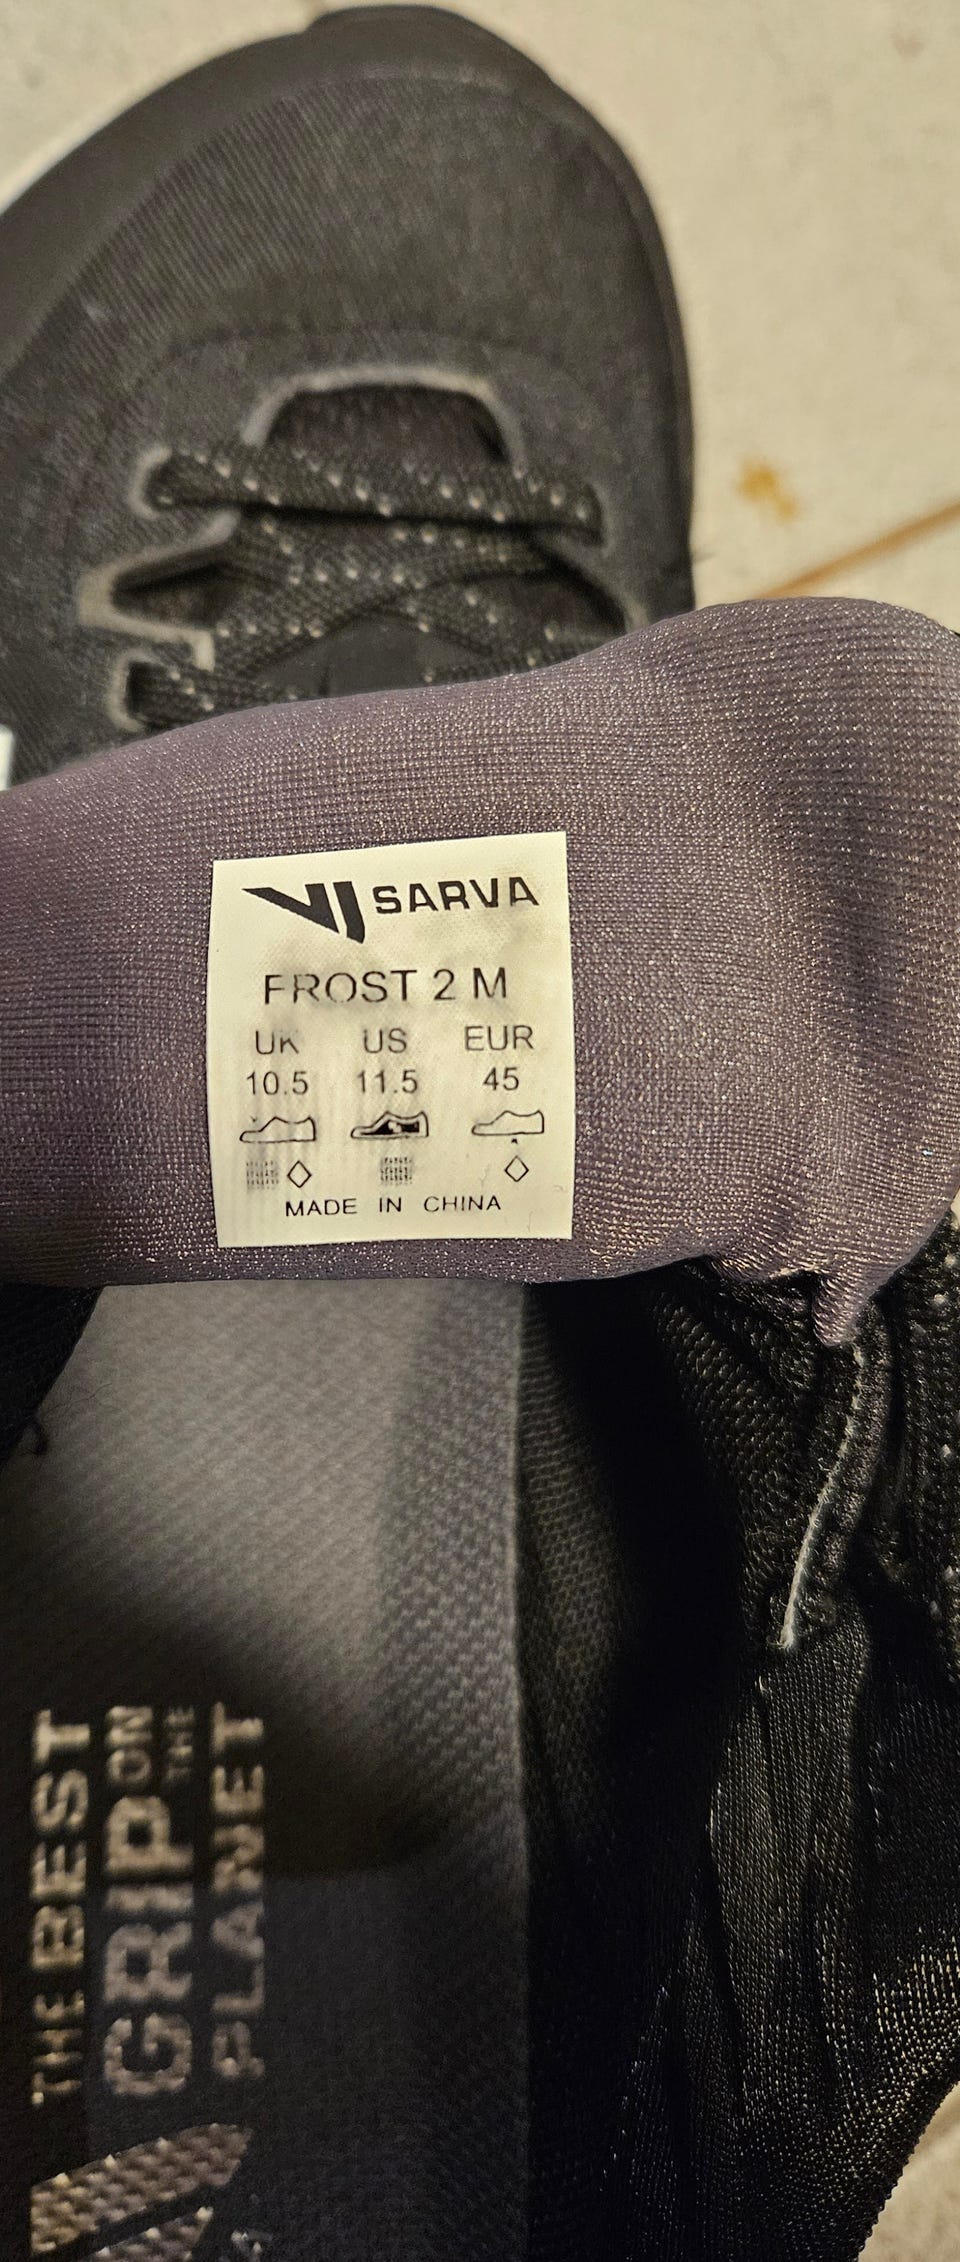 VJ SARVA
FROST 2 M
UK US EUR
10.5 11.5 45
MADE IN CHINA
THE BEST
GRIP ON
THE
PLANET